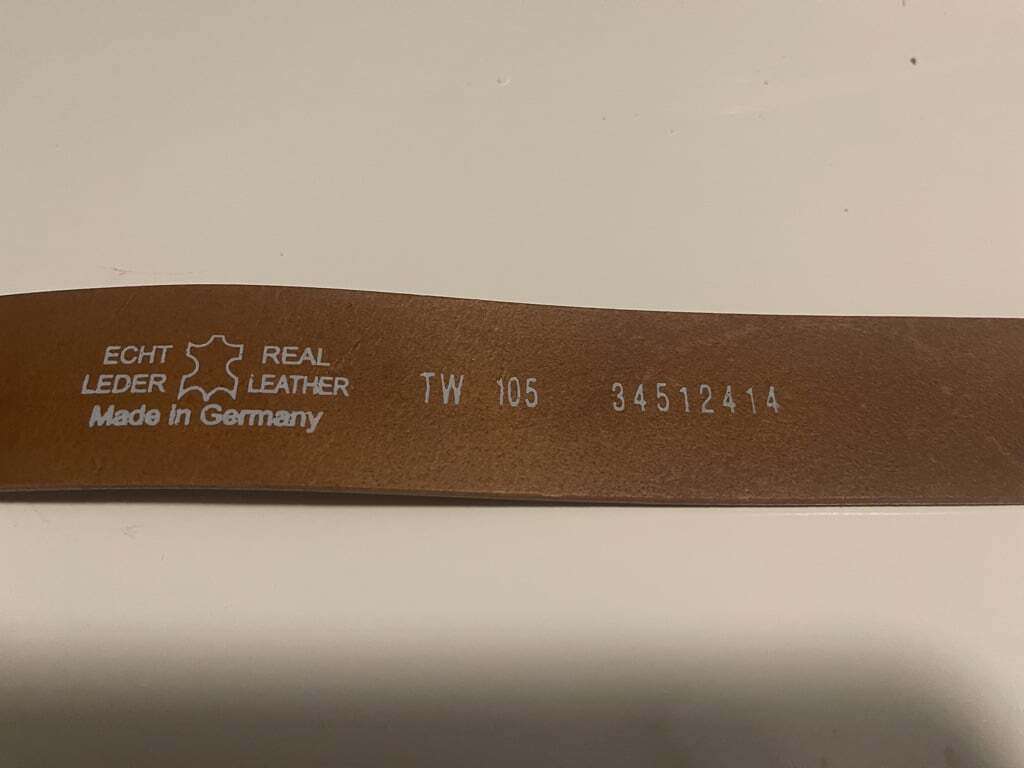 ECHT REAL
LEDER LEATHER
Made in Germany
TW 105 34512414